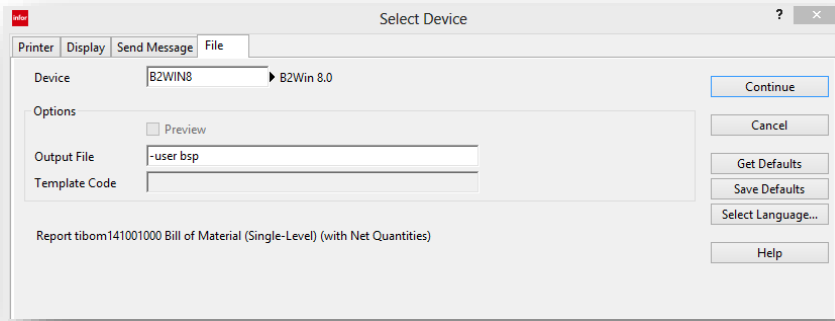 infor
Select Device
?
Printer Display Send Message File
Device B2WIN8 B2Win 8.0
Continue
Options
Preview
Cancel
Output File -user bsp
Get Defaults
Template Code
Save Defaults
Select Language...
Report tibom141001000 Bill of Material (Single-Level) (with Net Quantities)
Help